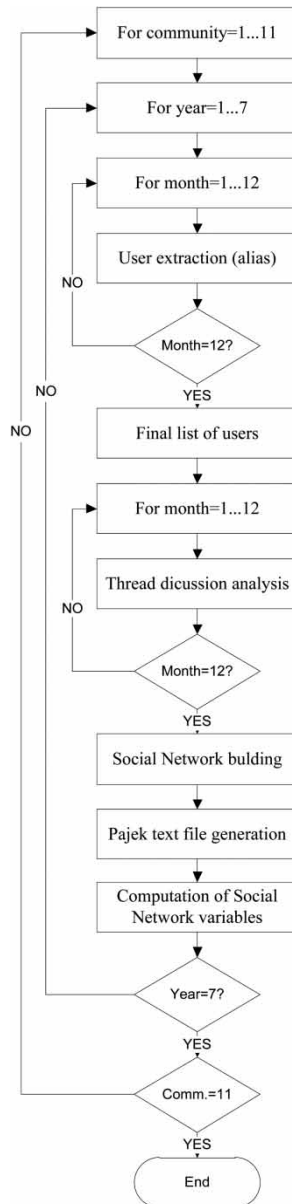 For community=1...11
For year=1...7
For month=1...12
User extraction (alias)
NO
Month=12?
NO
YES
NO
Final list of users
For month=1...12
Thread dicussion analysis
NO
Month=12?
YES
Social Network bulding
Pajek text file generation
Computation of Social
Network variables
Year=7?
YES
Comm.=11
YES
End